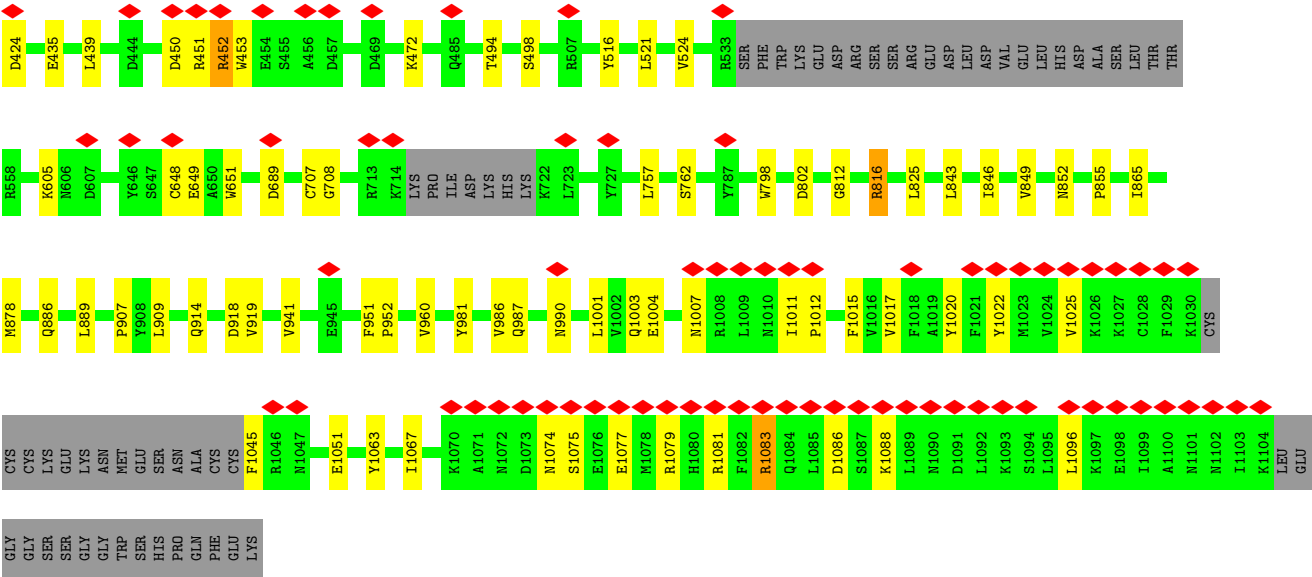 D424 E435 L439 D444 D450 R451 R452 W453 E454 S455 A456 D457 D469 K472 Q485 T494 S498 R507 Y516 L521 V524 R533 SER PHE TRP LYS GLU ASP ARG SER SER ARG GLU ASP LEU ASP VAL GLU LEU HIS ASP ALA SER LEU THR THR
R558 K605 N606 D607 Y646 S647 C648 E649 A650 W651 D689 C707 G708 R713 K714 LYS PRO ILE ASP LYS HIS LYS K722 L723 Y727 L757 S762 Y787 W798 D802 G812 R816 L825 L843 I846 V849 N852 P855 I865
M878 Q886 L889 P907 Y908 L909 Q914 D918 V919 V941 E945 F951 P952 V960 Y981 V986 Q987 N990 L1001 V1002 Q1003 E1004 N1007 R1008 L1009 N1010 I1011 P1012 F1015 V1016 V1017 F1018 A1019 Y1020 F1021 Y1022 M1023 V1024 V1025 K1026 K1027 C1028 F1029 K1030 CYS
CYS CYS LYS GLU LYS ASN MET GLU SER ASN ALA CYS CYS F1045 R1046 N1047 E1051 Y1063 I1067 K1070 A1071 N1072 D1073 N1074 S1075 E1076 E1077 M1078 R1079 H1080 R1081 F1082 R1083 Q1084 L1085 D1086 S1087 K1088 L1089 N1090 D1091 L1092 K1093 S1094 L1095 L1096 K1097 E1098 I1099 A1100 N1101 N1102 I1103 K1104 LEU GLU
GLY GLY SER SER GLY GLY TRP SER HIS PRO GLN PHE GLU LYS